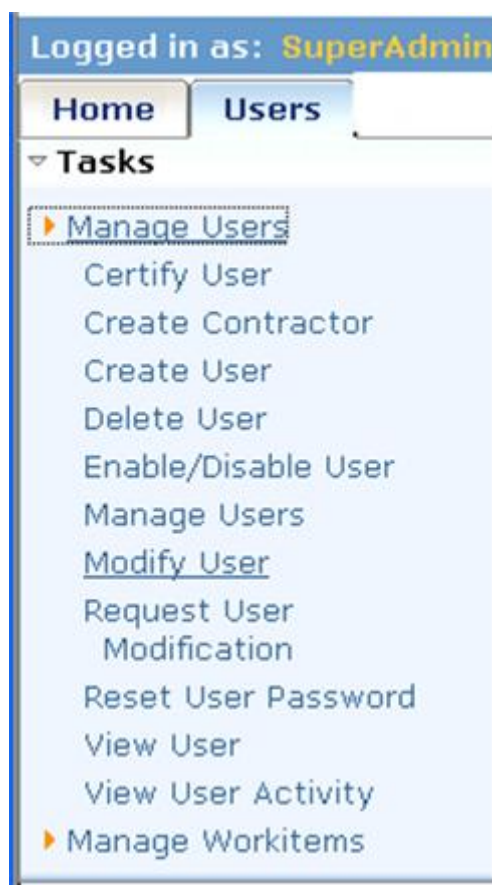 Logged in as: SuperAdmin
Home Users
Tasks
Manage Users
Certify User
Create Contractor
Create User
Delete User
Enable/Disable User
Manage Users
Modify User
Request User
Modification
Reset User Password
View User
View User Activity
Manage Workitems